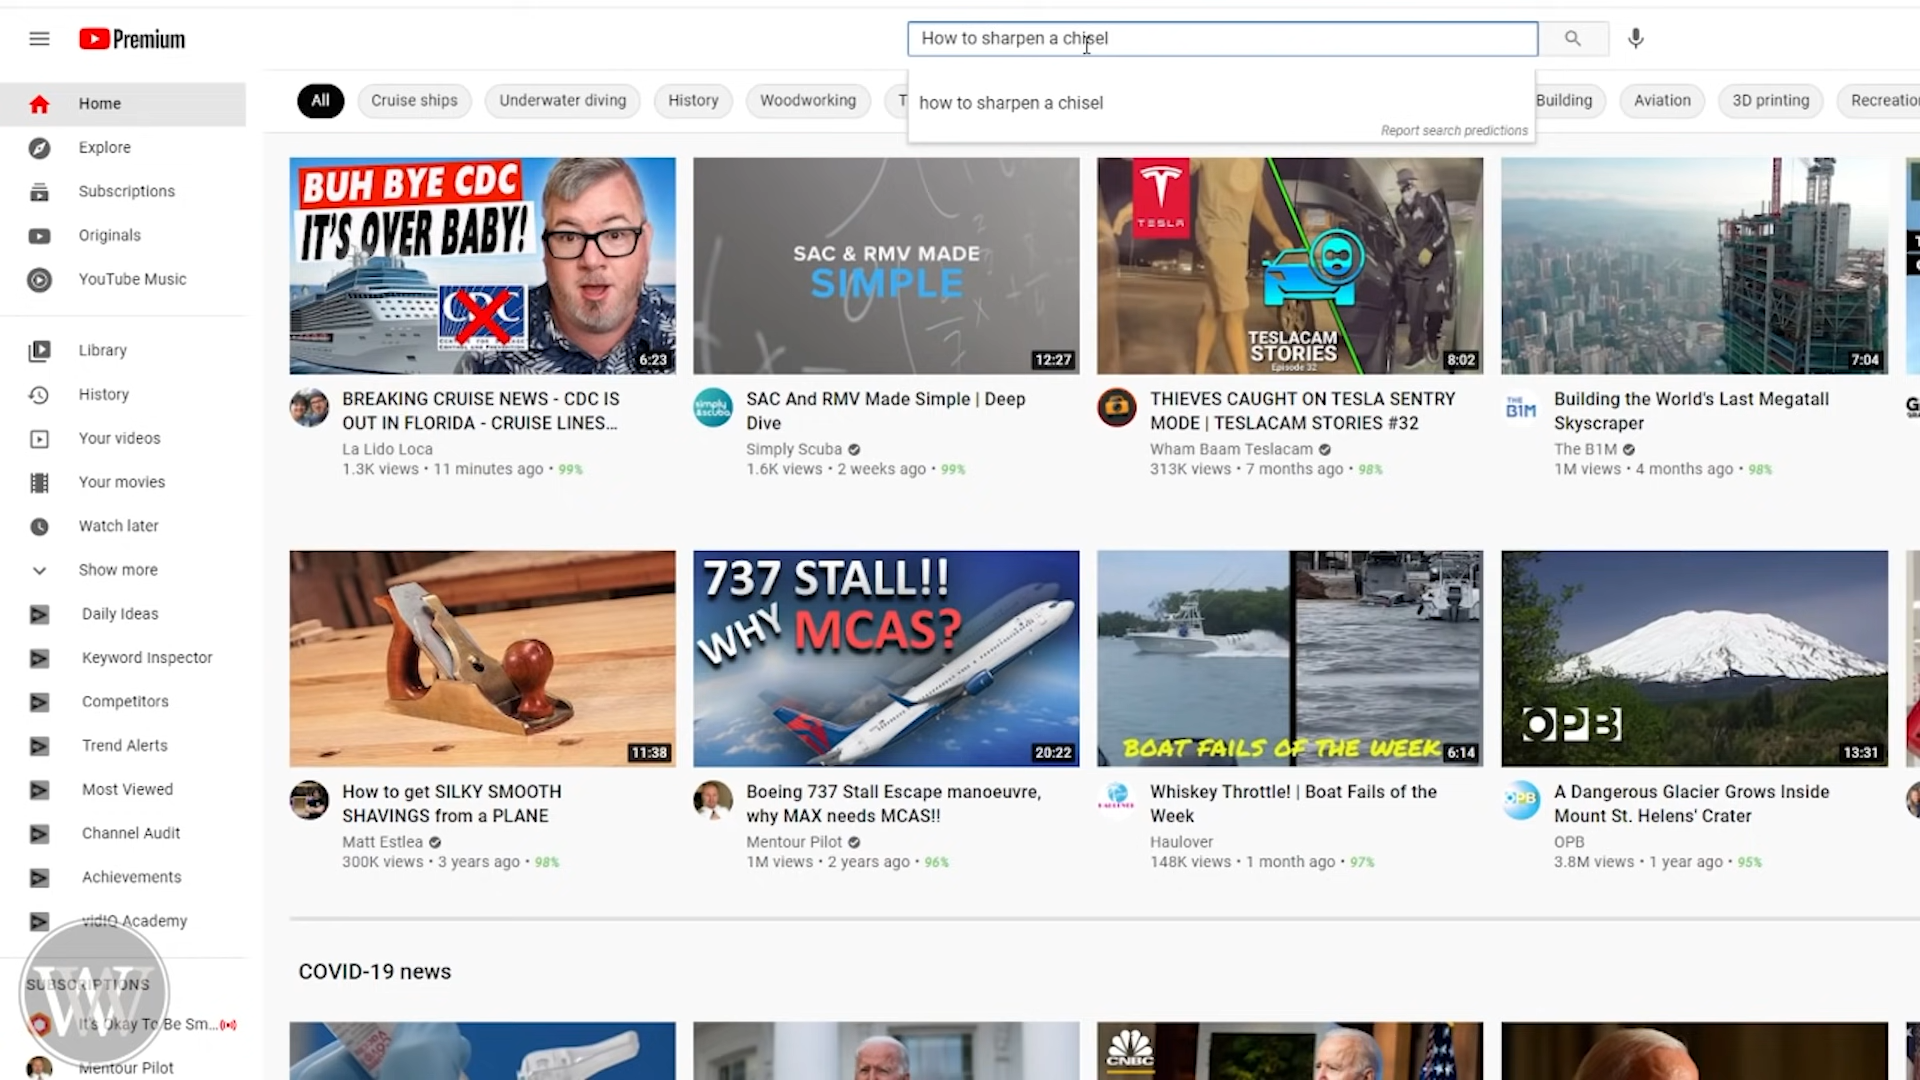 Premium
How to sharpen a chisel
how to sharpen a chisel
Report search predictions
All
Cruise ships
Underwater diving
History
Woodworking
T
Building
Aviation
3D printing
Recreatio
Home
Explore
Subscriptions
Originals
YouTube Music
Library
History
Your videos
Your movies
Watch later
Show more
Daily Ideas
Keyword Inspector
Competitors
Trend Alerts
Most Viewed
Channel Audit
Achievements
vidIQ Academy
SUBSCRIPTIONS
It's Okay To Be Sm...
Mentour Pilot
W
BUH BYE CDC
IT'S OVER BABY!
CDC
6:23
BREAKING CRUISE NEWS - CDC IS
OUT IN FLORIDA - CRUISE LINES...
La Lido Loca
1.3K views • 11 minutes ago • 99%
SAC & RMV MADE
SIMPLE
12:27
simply
scuba
SAC And RMV Made Simple | Deep
Dive
Simply Scuba
1.6K views • 2 weeks ago • 99%
TESLA
TESLACAM
STORIES
Episode 32
8:02
THIEVES CAUGHT ON TESLA SENTRY
MODE | TESLACAM STORIES #32
Wham Baam Teslacam
313K views • 7 months ago • 98%
7:04
THE
B1M
Building the World's Last Megatall
Skyscraper
The B1M
1M views • 4 months ago • 98%
11:38
How to get SILKY SMOOTH
SHAVINGS from a PLANE
Matt Estlea
300K views • 3 years ago • 98%
737 STALL!!
WHY MCAS?
20:22
Boeing 737 Stall Escape manoeuvre,
why MAX needs MCAS!!
Mentour Pilot
1M views • 2 years ago • 96%
BOAT FAILS OF THE WEEK
6:14
Whiskey Throttle! | Boat Fails of the
Week
Haulover
148K views • 1 month ago • 97%
OPB
13:31
OPB
A Dangerous Glacier Grows Inside
Mount St. Helens' Crater
OPB
3.8M views • 1 year ago • 95%
COVID-19 news
CNBC